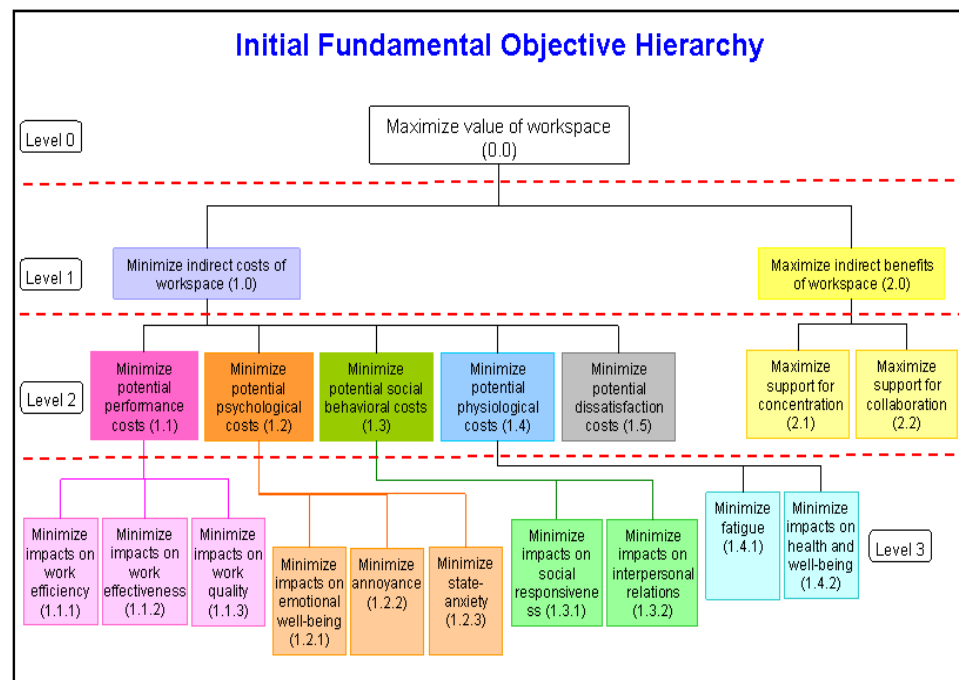 Initial Fundamental Objective Hierarchy
Level 0
Maximize value of workspace
(0.0)
Level 1
Minimize indirect costs of
workspace (1.0)
Maximize indirect benefits
of workspace (2.0)
Level 2
Minimize
potential
performance
costs (1.1)
Minimize
potential
psychological
costs (1.2)
Minimize
potential social
behavioral costs
(1.3)
Minimize
potential
physiological
costs (1.4)
Minimize
potential
dissatisfaction
costs (1.5)
Maximize
support for
concentration
(2.1)
Maximize
support for
collaboration
(2.2)
Minimize
impacts on
work
efficiency
(1.1.1)
Minimize
impacts on
work
effectiveness
(1.1.2)
Minimize
impacts on
work
quality
(1.1.3)
Minimize
impacts on
emotional
well-being
(1.2.1)
Minimize
annoyance
(1.2.2)
Minimize
state-
anxiety
(1.2.3)
Minimize
impacts on
social
responsivene
ss (1.3.1)
Minimize
impacts on
interpersonal
relations
(1.3.2)
Minimize
fatigue
(1.4.1)
Minimize
impacts on
health and
well-being
(1.4.2)
Level 3